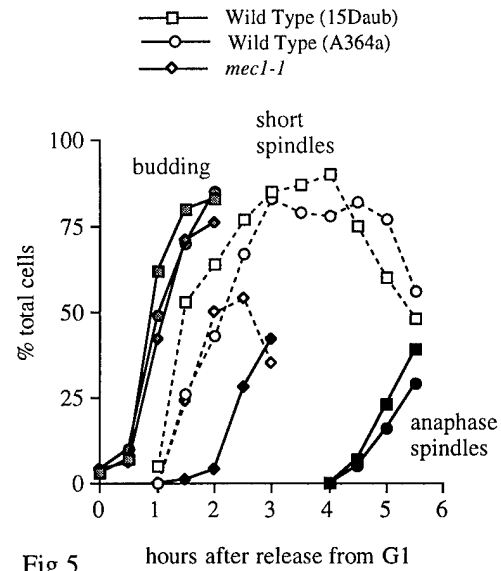 Wild Type (15Daub)
Wild Type (A364a)
mec1-1
short
spindles
budding
100
75
50
25
0
% total cells
anaphase
spindles
0 1 2 3 4 5 6
Fig 5
hours after release from G1